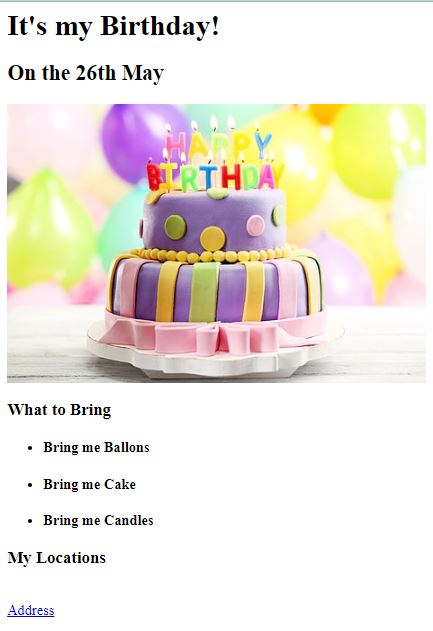 It's my Birthday!
On the 26th May
HAPPY
BIRTHDAY
What to Bring
Bring me Ballons
Bring me Cake
Bring me Candles
My Locations
Address